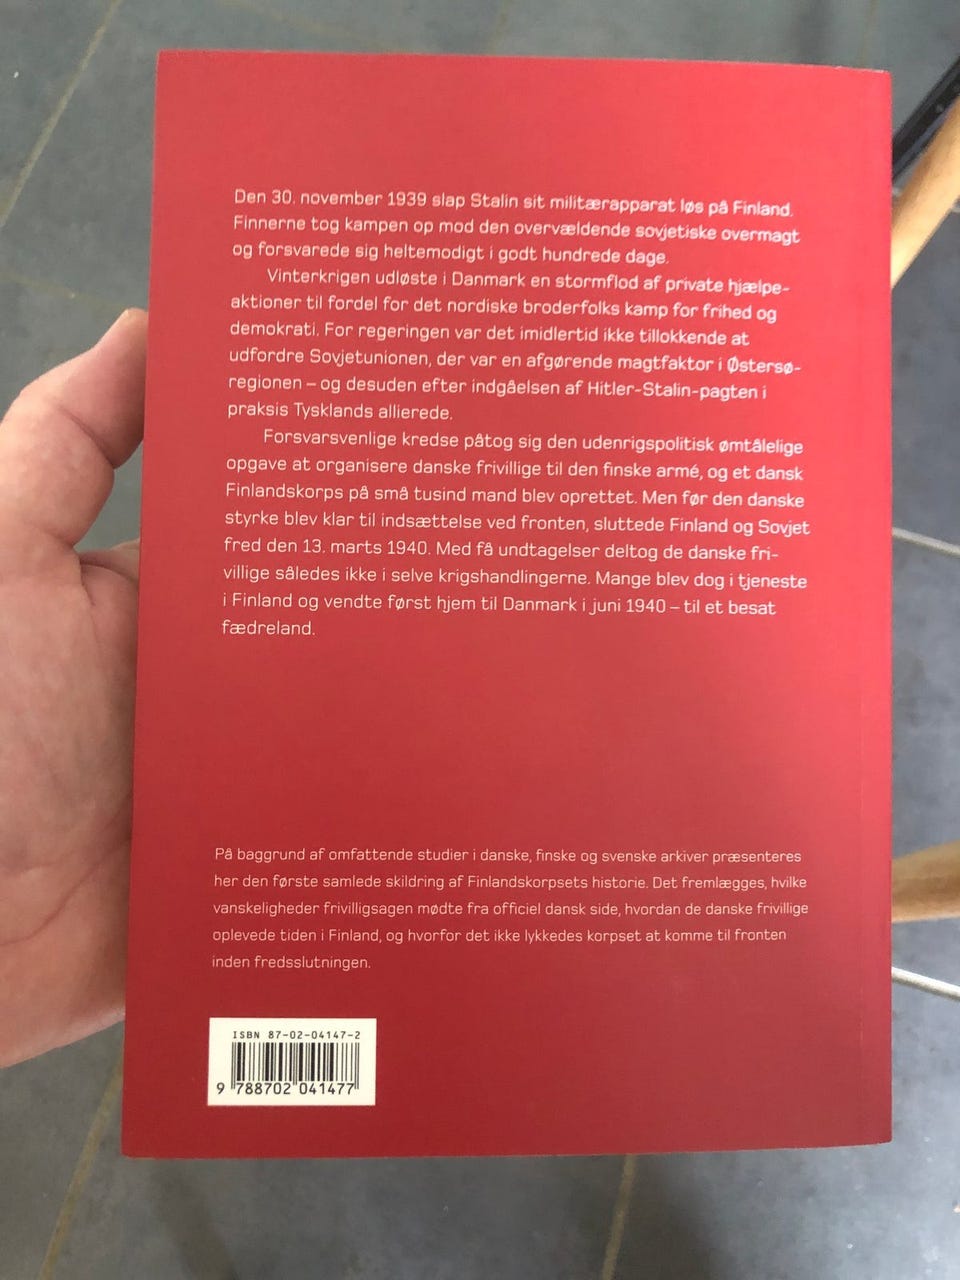 Den 30. november 1939 slap Stalin sit militærapparat løs på Finland.
Finnerne tog kampen op mod den overvældende sovjetiske overmagt
og forsvarede sig heltemodigt i godt hundrede dage.
Vinterkrigen udløste i Danmark en stormflod af private hjælpe-
aktioner til fordel for det nordiske broderfolks kamp for frihed og
demokrati. For regeringen var det imidlertid ikke tillokkende at
udfordre Sovjetunionen, der var en afgørende magtfaktor i Østersø-
regionen – og desuden efter indgåelsen af Hitler-Stalin-pagten i
praksis Tysklands allierede.
Forsvarsvenlige kredse påtog sig den udenrigspolitisk ømtålelige
opgave at organisere danske frivillige til den finske armé, og et dansk
Finlandskorps på små tusind mand blev oprettet. Men før den danske
styrke blev klar til indsættelse ved fronten, sluttede Finland og Sovjet
fred den 13. marts 1940. Med få undtagelser deltog de danske fri-
villige således ikke i selve krigshandlingerne. Mange blev dog i tjeneste
i Finland og vendte først hjem til Danmark i juni 1940 – til et besat
fædreland.
På baggrund af omfattende studier i danske, finske og svenske arkiver præsenteres
her den første samlede skildring af Finlandskorpsets historie. Det fremlægges, hvilke
vanskeligheder frivilligsagen mødte fra officiel dansk side, hvordan de danske frivillige
oplevede tiden i Finland, og hvorfor det ikke lykkedes korpset at komme til fronten
inden fredsslutningen.
ISBN 87-02-04147-2
9 788702 041477